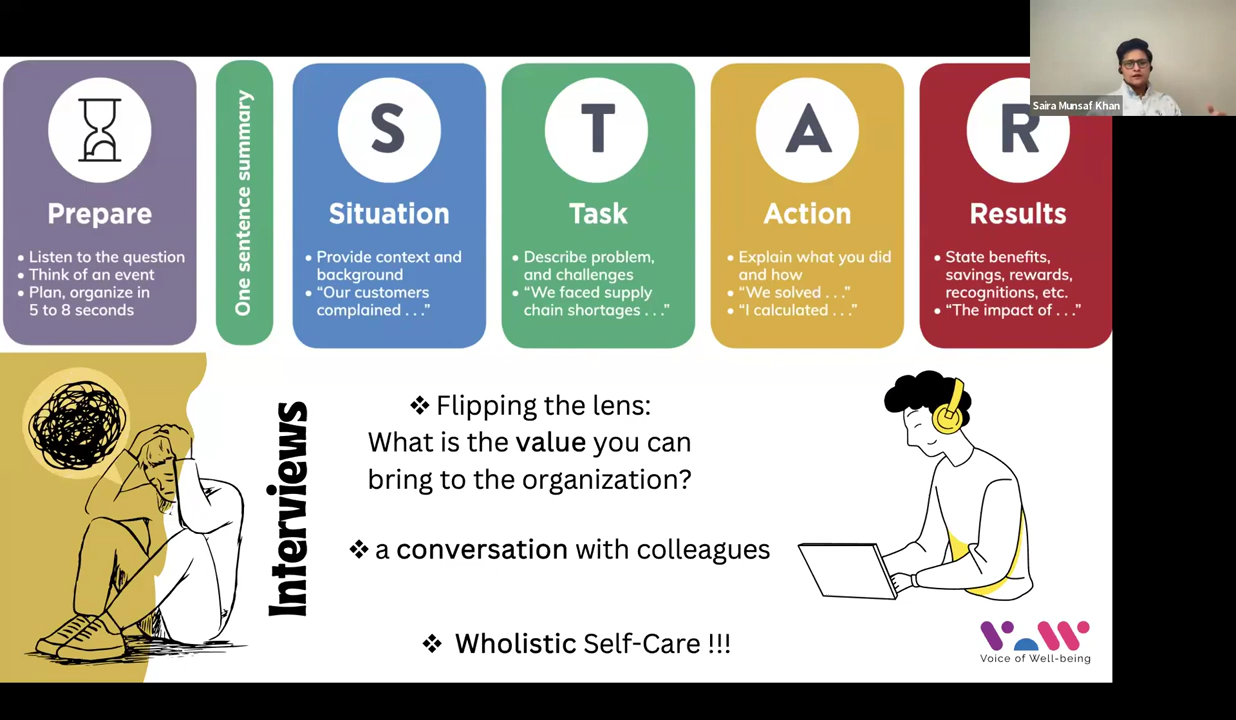 Saira Munsaf Khan
Prepare
• Listen to the question
• Think of an event
• Plan, organize in
5 to 8 seconds
One sentence summary
S
Situation
• Provide context and
background
• “Our customers
complained . . .”
T
Task
• Describe problem,
and challenges
• “We faced supply
chain shortages . . .”
A
Action
• Explain what you did
and how
• “We solved . . .”
• “I calculated . . .”
R
Results
• State benefits,
savings, rewards,
recognitions, etc.
• “The impact of . . .”
Interviews
❖ Flipping the lens:
What is the value you can
bring to the organization?
❖ a conversation with colleagues
❖ Wholistic Self-Care !!!
VoW
Voice of Well-being